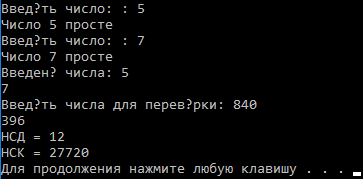 Введ?ть число: : 5
Число 5 просте
Введ?ть число: : 7
Число 7 просте
Введен? числа: 5
7
Введ?ть числа для перев?рки: 840
396
НСД = 12
НСК = 27720
Для продолжения нажмите любую клавишу . . .